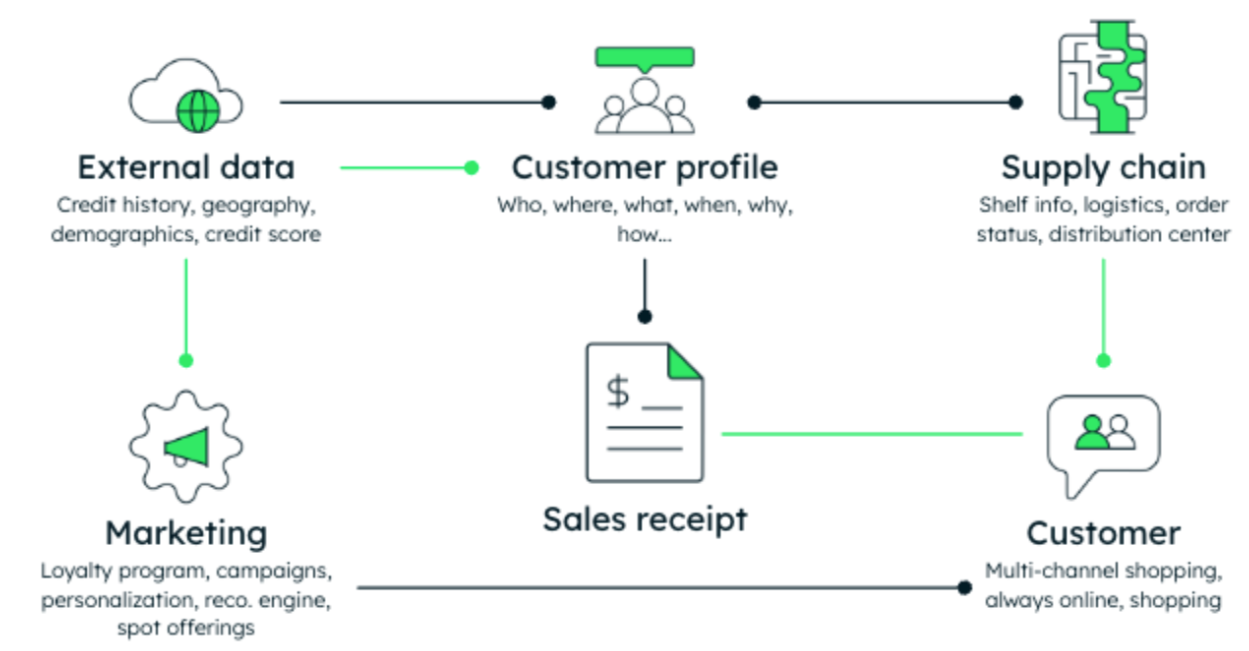 External data
Credit history, geography,
demographics, credit score
Customer profile
Who, where, what, when, why,
how...
Supply chain
Shelf info, logistics, order
status, distribution center
$
Sales receipt
Marketing
Loyalty program, campaigns,
personalization, reco. engine,
spot offerings
Customer
Multi-channel shopping,
always online, shopping